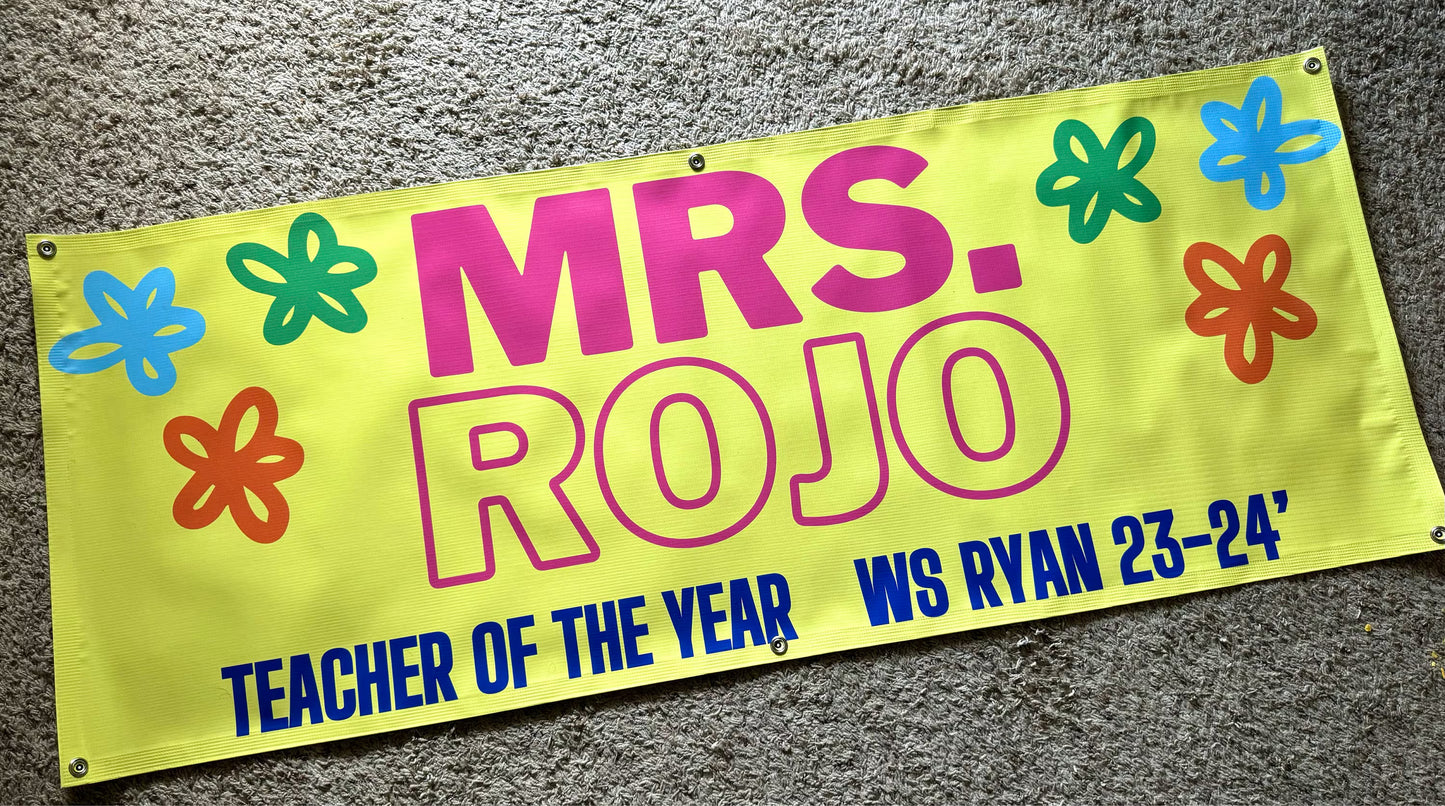 MRS.
ROJO
TEACHER OF THE YEAR WS RYAN 23-24’